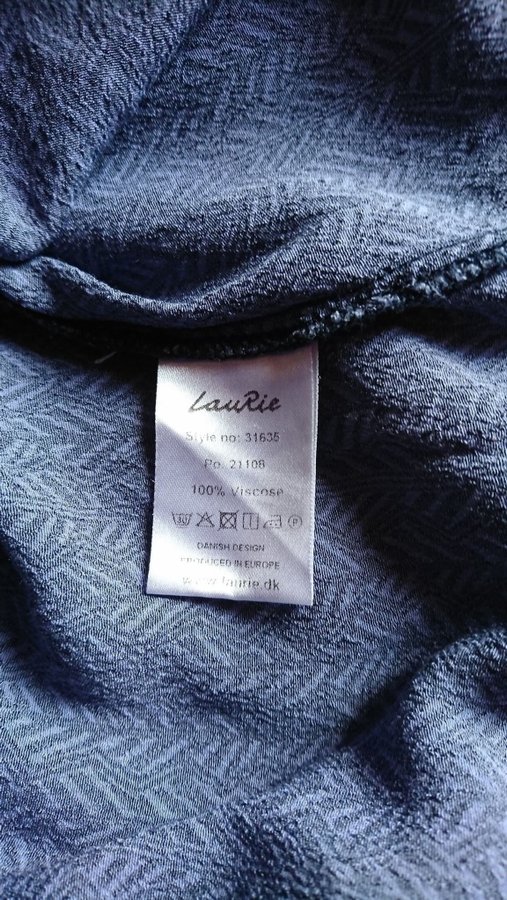 LauRie
Style no: 31635
Po. 21108
100% Viscose
DANISH DESIGN
PRODUCED IN EUROPE
www.laurie.dk